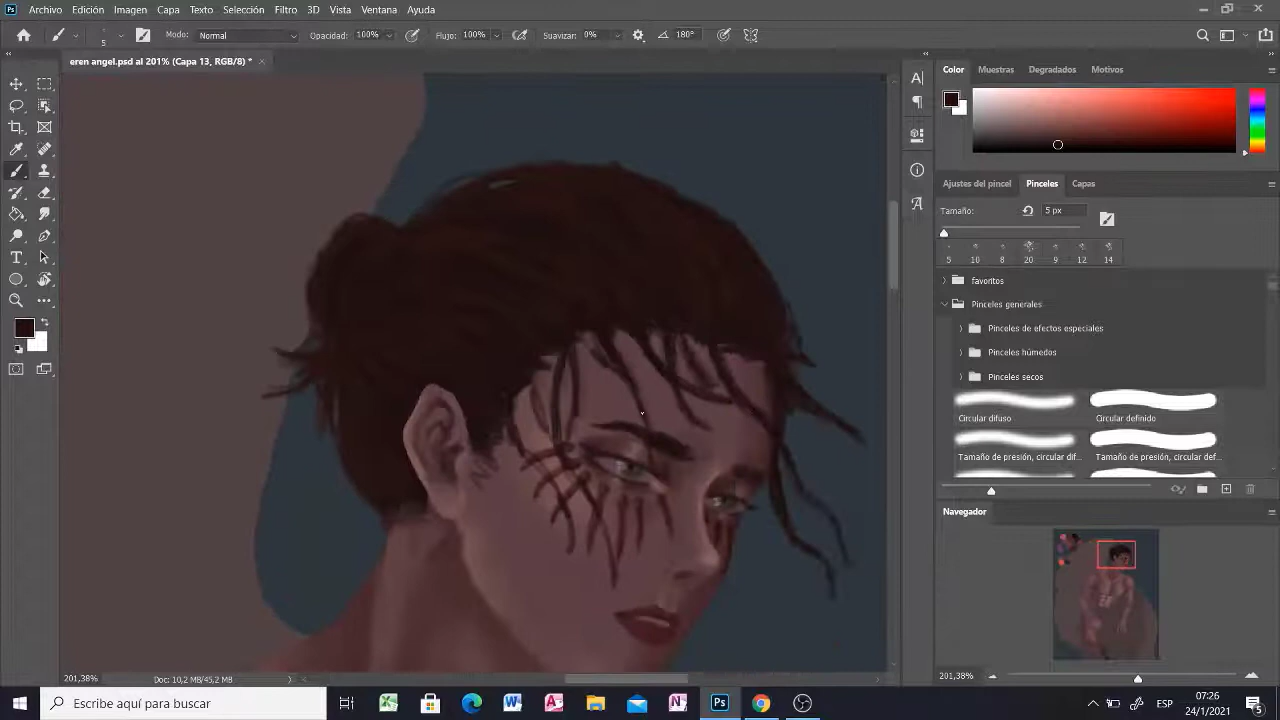 Ps Archivo Edición Imagen Capa Texto Selección Filtro 3D Vista Ventana Ayuda
5 Modo: Normal Opacidad: 100% Flujo: 100% Suavizar: 0% 180°
eren angel.psd al 201% (Capa 13, RGB/8) *
Color Muestras Degradados Motivos
Ajustes del pincel Pinceles Capas
Tamaño: 5 px
5 10 8 20 9 12 14
favoritos
Pinceles generales
Pinceles de efectos especiales
Pinceles húmedos
Pinceles secos
Circular difuso Circular definido
Tamaño de presión, circular dif... Tamaño de presión, circular def...
Navegador
201,38% Doc: 10,2 MB/45,2 MB
201,38%
Escribe aquí para buscar
ESP
07:26
24/1/2021
5